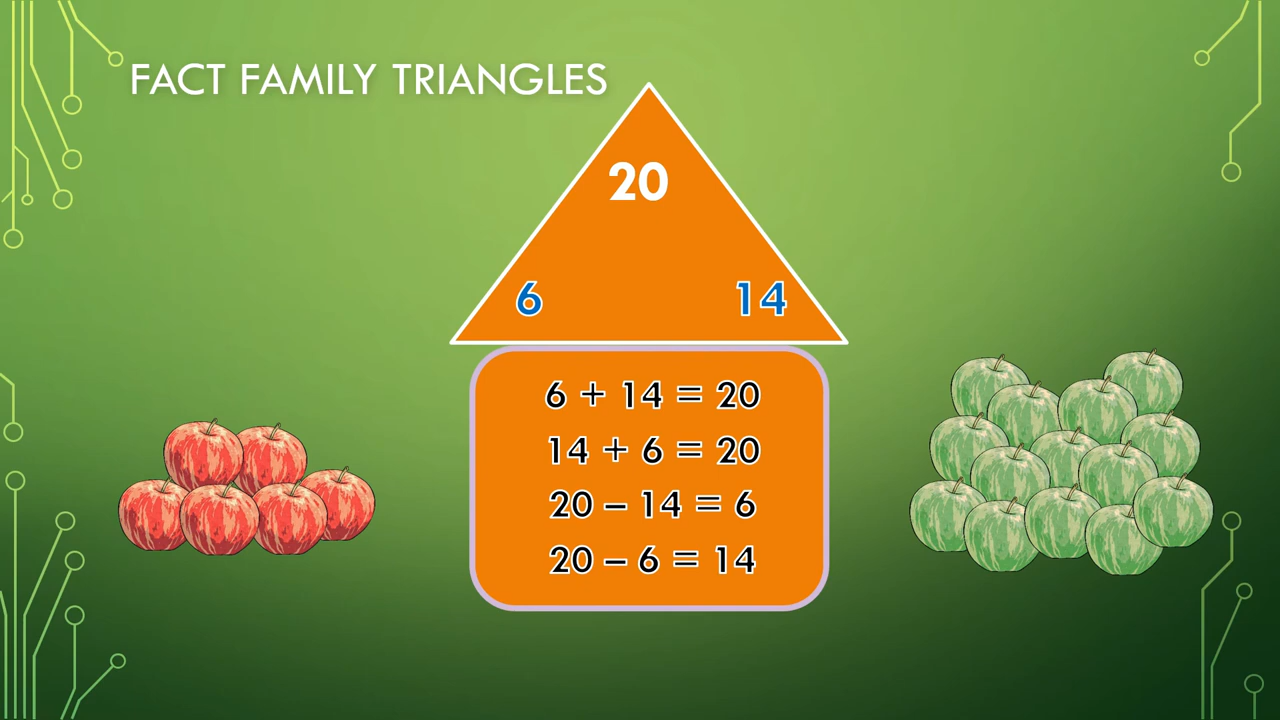 FACT FAMILY TRIANGLES
20
6 14
6 + 14 = 20
14 + 6 = 20
20 – 14 = 6
20 – 6 = 14